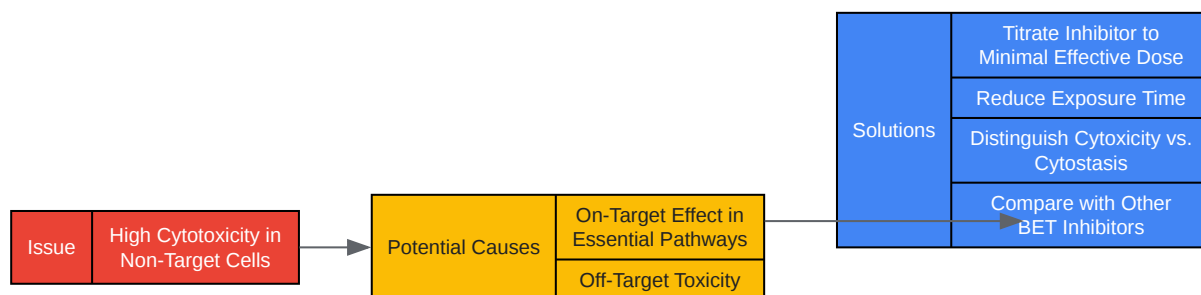 Issue
High Cytotoxicity in
Non-Target Cells
Potential Causes
On-Target Effect in
Essential Pathways
Off-Target Toxicity
Solutions
Titrate Inhibitor to
Minimal Effective Dose
Reduce Exposure Time
Distinguish Cytoxicity vs.
Cytostasis
Compare with Other
BET Inhibitors